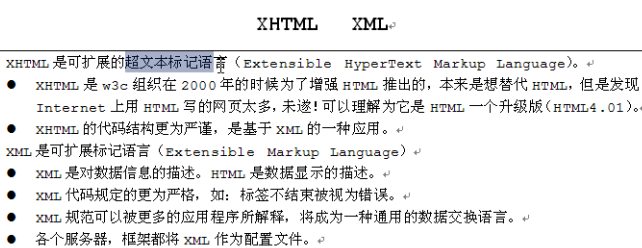 XHTML XML
XHTML 是可扩展的超文本标记语言（Extensible HyperText Markup Language）。
● XHTML 是 w3c 组织在 2000 年的时候为了增强 HTML 推出的，本来是想替代 HTML，但是发现
Internet 上用 HTML 写的网页太多，未遂！可以理解为它是 HTML 一个升级版（HTML4.01）。
● XHTML 的代码结构更为严谨，是基于 XML 的一种应用。
XML 是可扩展标记语言（Extensible Markup Language）
● XML 是对数据信息的描述。HTML 是数据显示的描述。
● XML 代码规定的更为严格，如：标签不结束被视为错误。
● XML 规范可以被更多的应用程序所解释，将成为一种通用的数据交换语言。
● 各个服务器，框架都将 XML 作为配置文件。